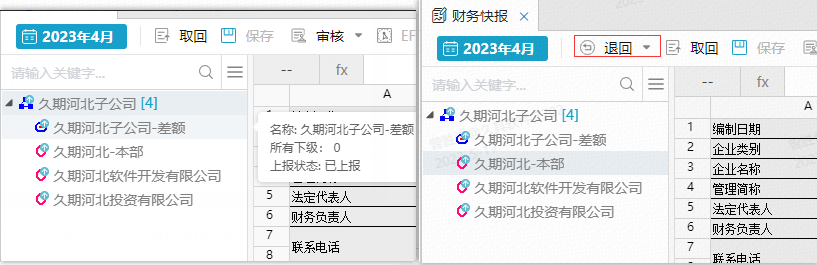 2023年4月 取回 保存 审核 EF
请输入关键字... -- fx
A
久期河北子公司 [4]
久期河北子公司-差额
久期河北-本部
久期河北软件开发有限公司
久期河北投资有限公司
名称: 久期河北子公司-差额
所有下级: 0
上报状态: 已上报
5 法定代表人
6 财务负责人
7 联系电话
8
财务快报 ×
2023年4月 退回 取回 保存
请输入关键字... -- fx
A
久期河北子公司 [4]
久期河北子公司-差额
久期河北-本部
久期河北软件开发有限公司
久期河北投资有限公司
1 编制日期
2 企业类别
3 企业名称
4 管理简称
5 法定代表人
6 财务负责人
7 联系电话
8